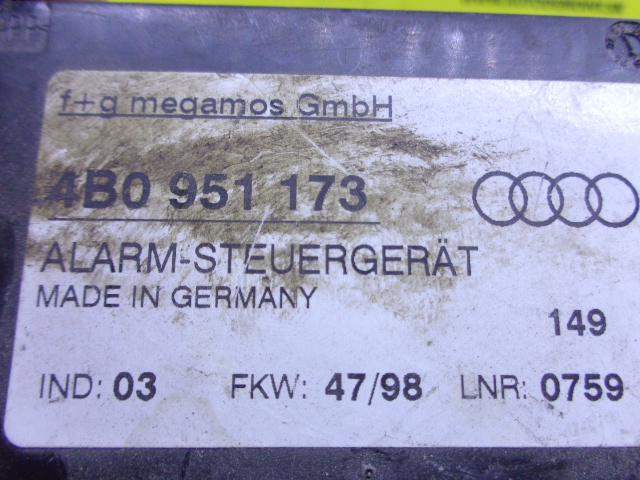 f+g megamos GmbH
4B0 951 173
ALARM-STEUERGERÄT
MADE IN GERMANY
149
IND: 03 FKW: 47/98 LNR: 0759